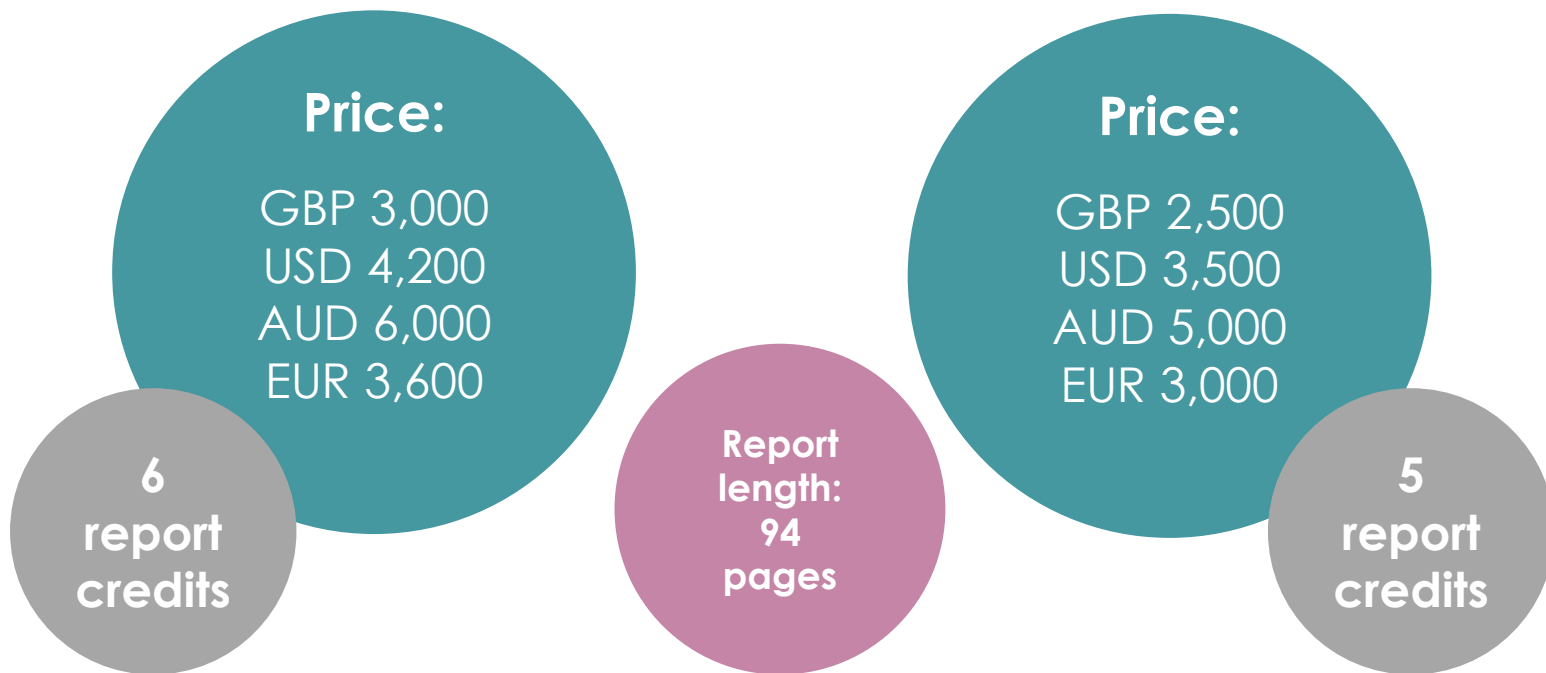 Price:
GBP 3,000
USD 4,200
AUD 6,000
EUR 3,600
6
report
credits
Report
length:
94
pages
Price:
GBP 2,500
USD 3,500
AUD 5,000
EUR 3,000
5
report
credits